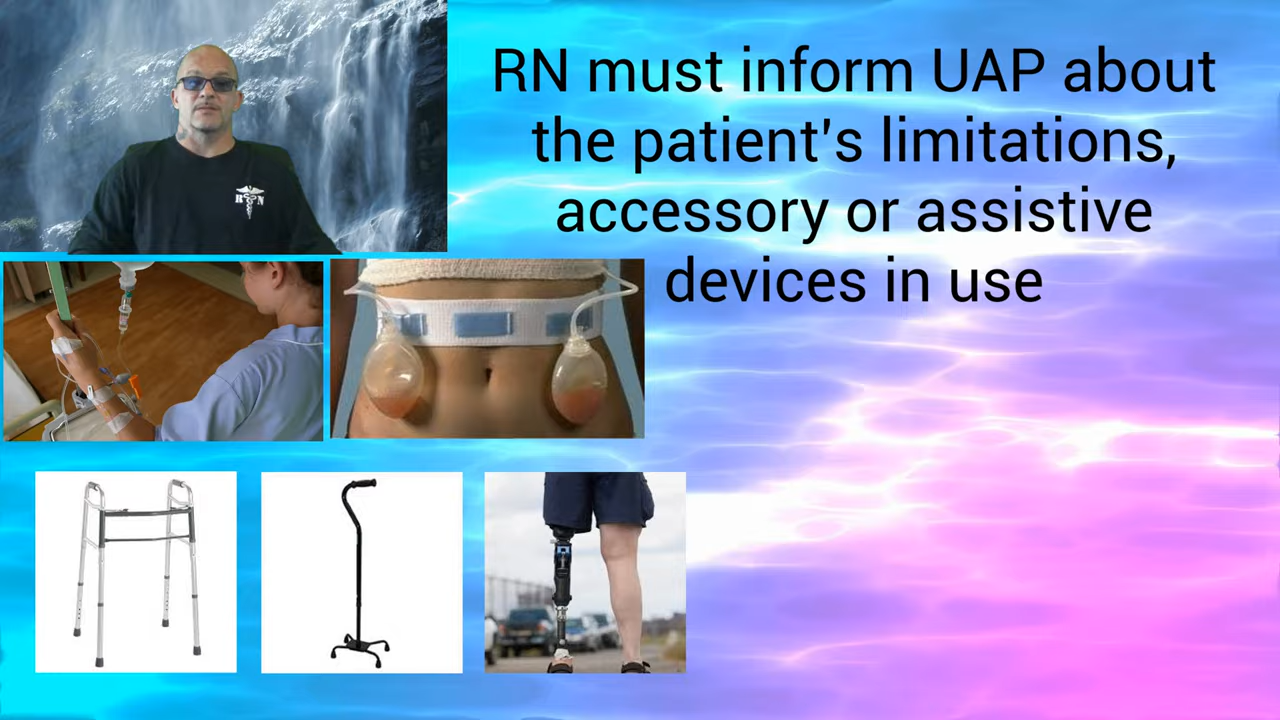 RN must inform UAP about
the patient's limitations,
accessory or assistive
devices in use
R N